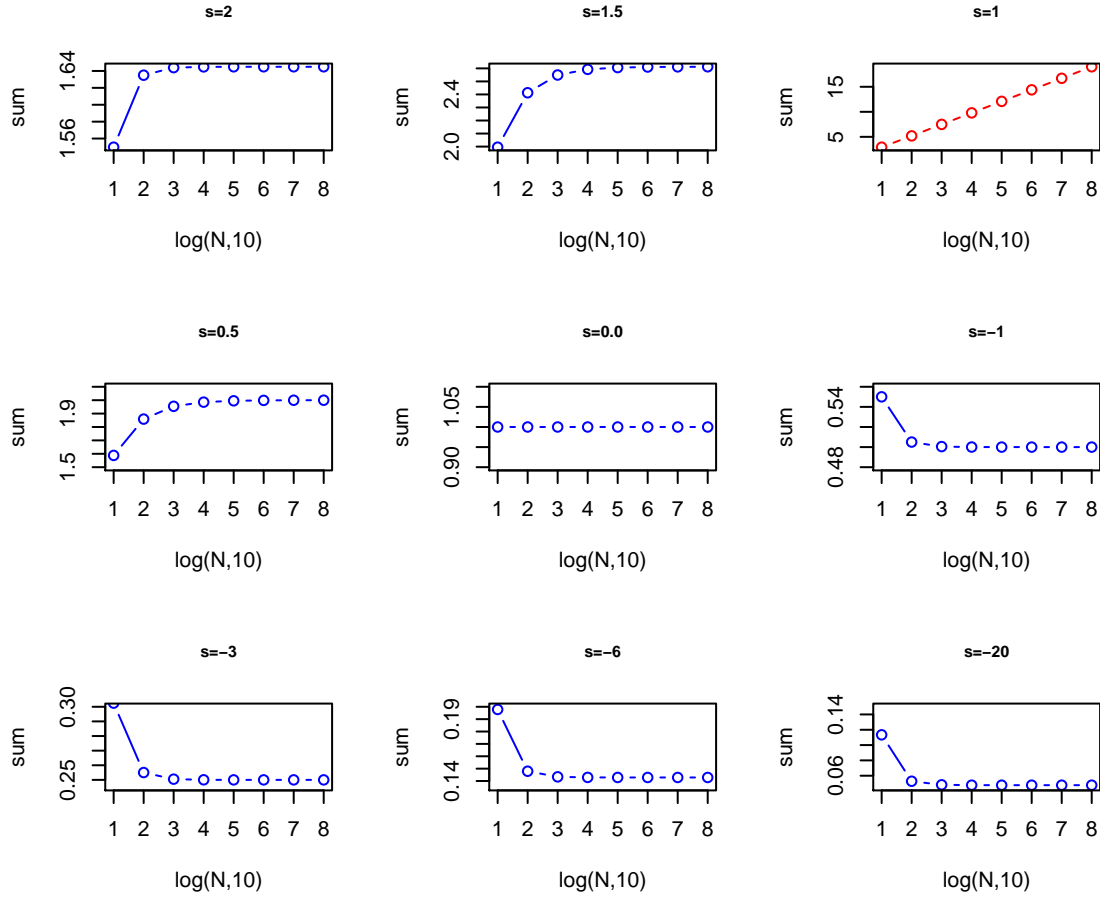 s=2
sum
1.56 1.64
1 2 3 4 5 6 7 8
log(N,10)
s=1.5
sum
2.0 2.4
1 2 3 4 5 6 7 8
log(N,10)
s=1
sum
5 15
1 2 3 4 5 6 7 8
log(N,10)
s=0.5
sum
1.5 1.9
1 2 3 4 5 6 7 8
log(N,10)
s=0.0
sum
0.90 1.05
1 2 3 4 5 6 7 8
log(N,10)
s=−1
sum
0.48 0.54
1 2 3 4 5 6 7 8
log(N,10)
s=−3
sum
0.25 0.30
1 2 3 4 5 6 7 8
log(N,10)
s=−6
sum
0.14 0.19
1 2 3 4 5 6 7 8
log(N,10)
s=−20
sum
0.06 0.14
1 2 3 4 5 6 7 8
log(N,10)